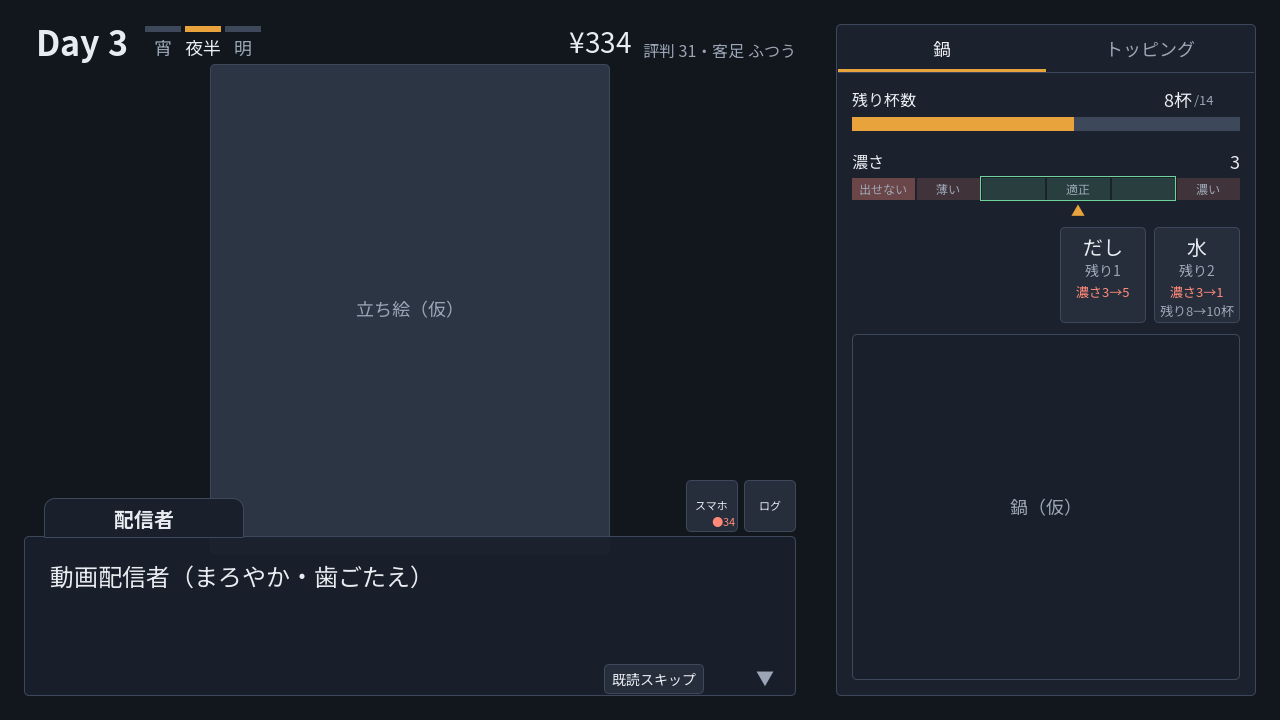 Day 3
宵 夜半 明
¥334
評判 31・客足 ふつう
立ち絵（仮）
スマホ
34
ログ
配信者
動画配信者（まろやか・歯ごたえ）
既読スキップ
▼
鍋
トッピング
残り杯数
8杯/14
濃さ
3
出せない 薄い 適正 濃い
だし
残り1
濃さ3→5
水
残り2
濃さ3→1
残り8→10杯
鍋（仮）